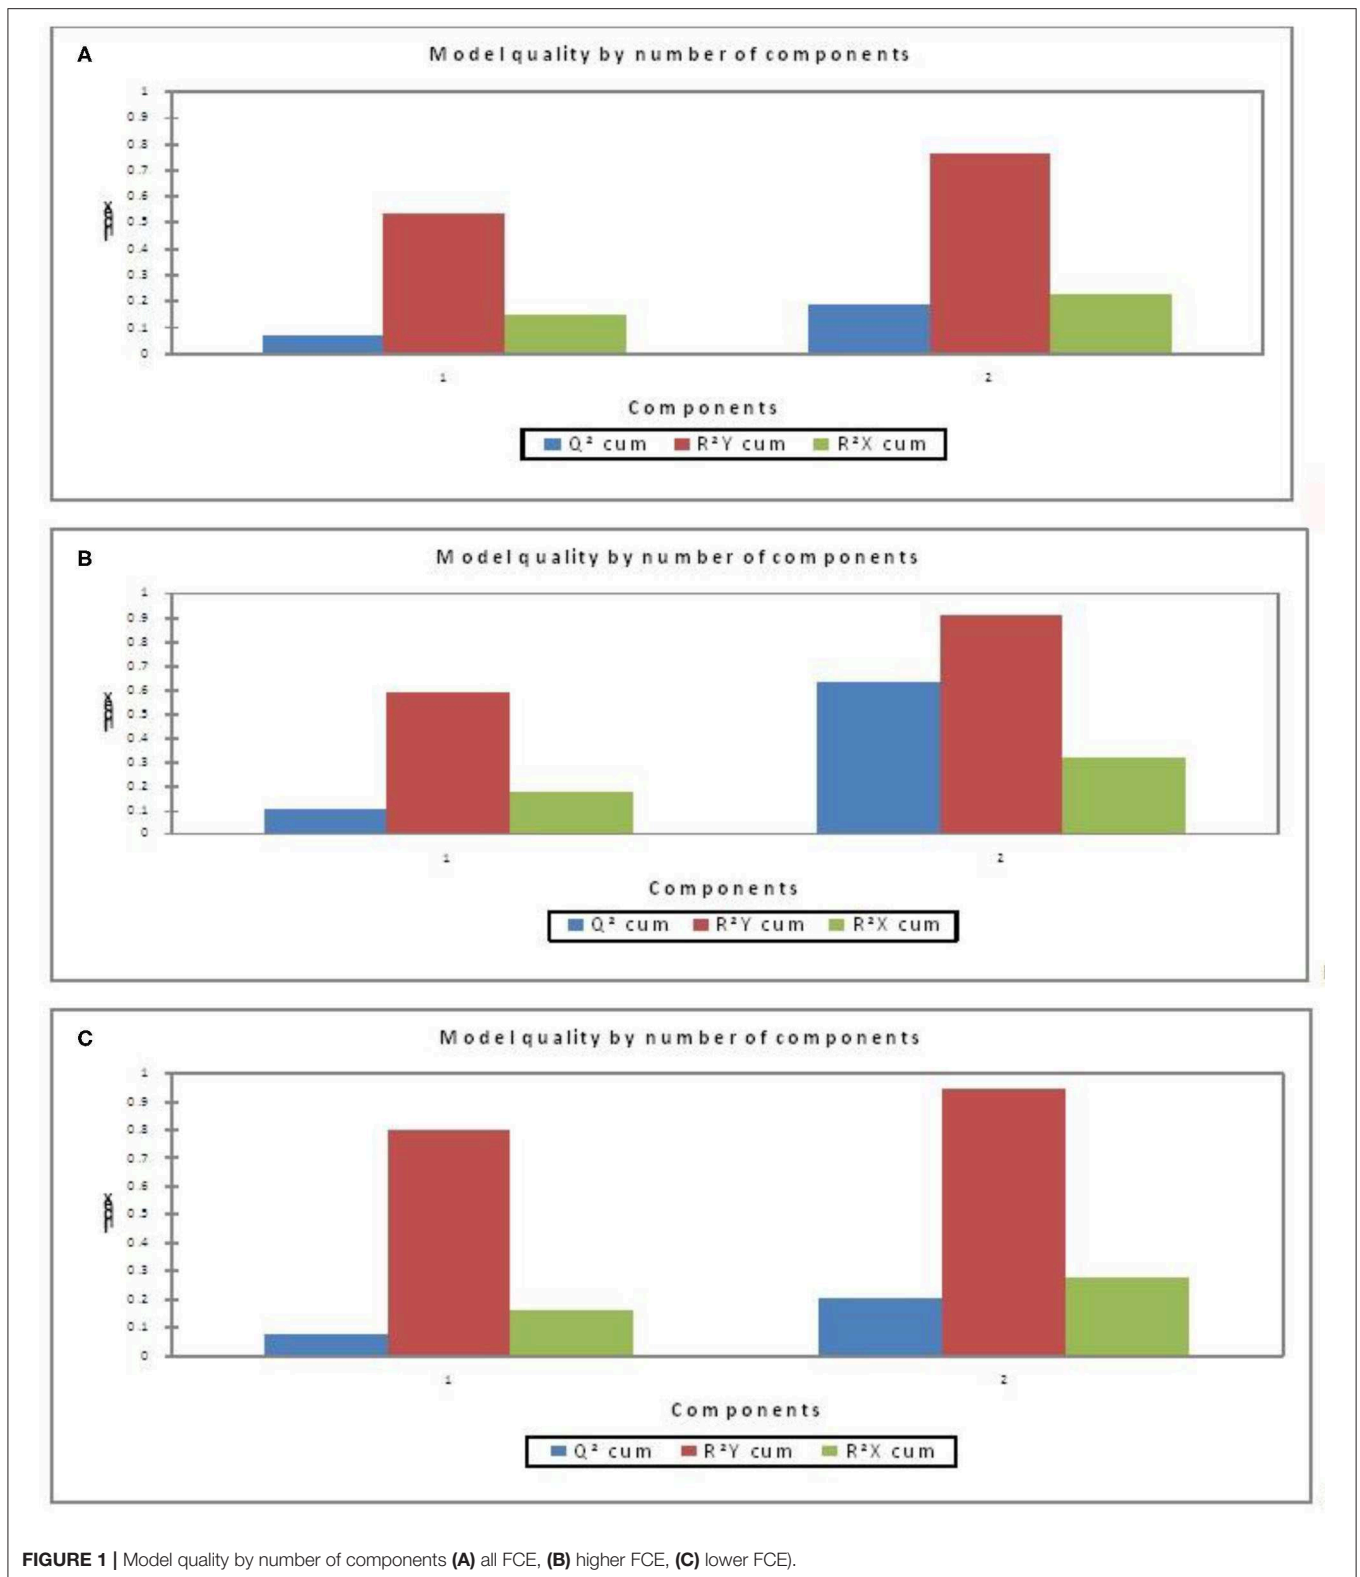 A
Model quality by number of components
1
0.9
0.8
0.7
0.6
0.5
0.4
0.3
0.2
0.1
0
Index
1 2
Components
Q² cum R²Y cum R²X cum
B
Model quality by number of components
1
0.9
0.8
0.7
0.6
0.5
0.4
0.3
0.2
0.1
0
Index
1 2
Components
Q² cum R²Y cum R²X cum
C
Model quality by number of components
1
0.9
0.8
0.7
0.6
0.5
0.4
0.3
0.2
0.1
0
Index
1 2
Components
Q² cum R²Y cum R²X cum
FIGURE 1 | Model quality by number of components (A) all FCE, (B) higher FCE, (C) lower FCE).